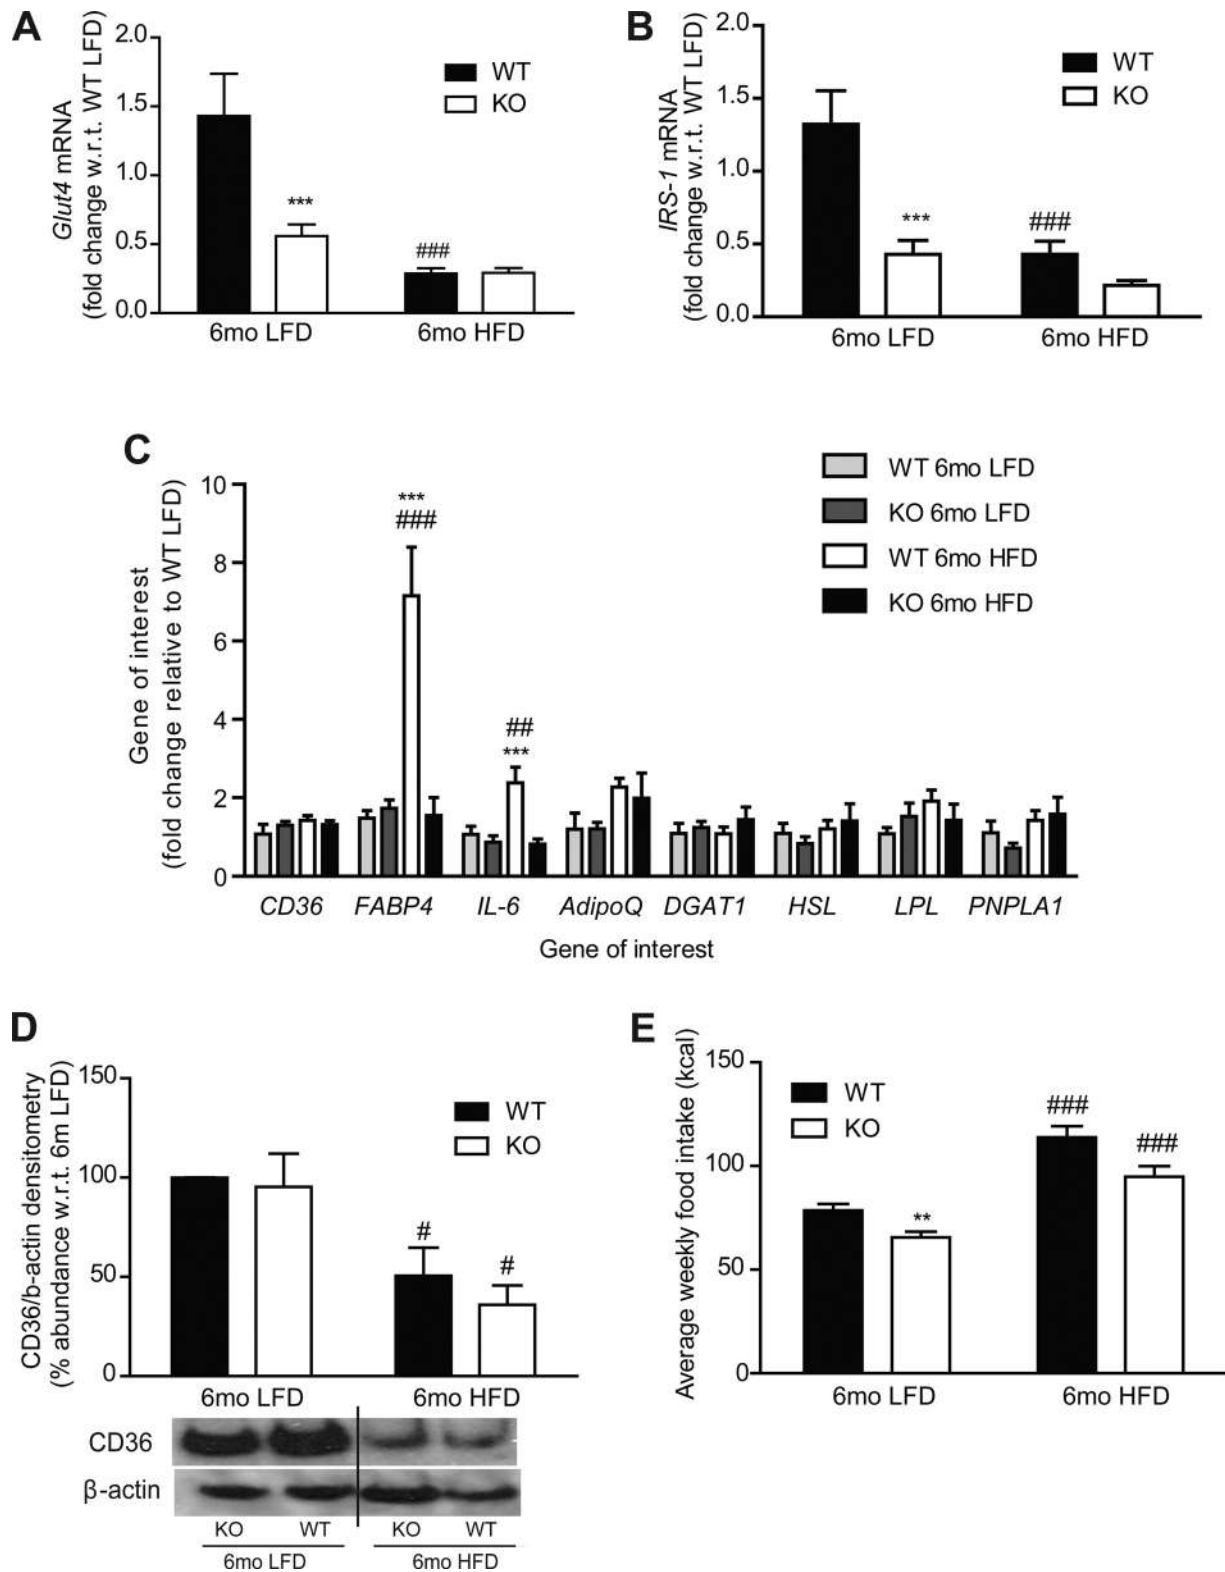 A
Glut4 mRNA
(fold change w.r.t. WT LFD)
2.0
1.5
1.0
0.5
0.0
WT
KO
***
###
6mo LFD
6mo HFD
B
IRS-1 mRNA
(fold change w.r.t. WT LFD)
2.0
1.5
1.0
0.5
0.0
WT
KO
***
###
6mo LFD
6mo HFD
C
Gene of interest
(fold change relative to WT LFD)
10
8
6
4
2
0
WT 6mo LFD
KO 6mo LFD
WT 6mo HFD
KO 6mo HFD
***
###
##
***
CD36 FABP4 IL-6 AdipoQ DGAT1 HSL LPL PNPLA1
Gene of interest
D
CD36/b-actin densitometry
(% abundance w.r.t. 6m LFD)
150
100
50
0
WT
KO
#
#
6mo LFD
6mo HFD
CD36
β-actin
KO WT KO WT
6mo LFD 6mo HFD
E
Average weekly food intake (kcal)
150
100
50
0
WT
KO
**
###
###
6mo LFD
6mo HFD